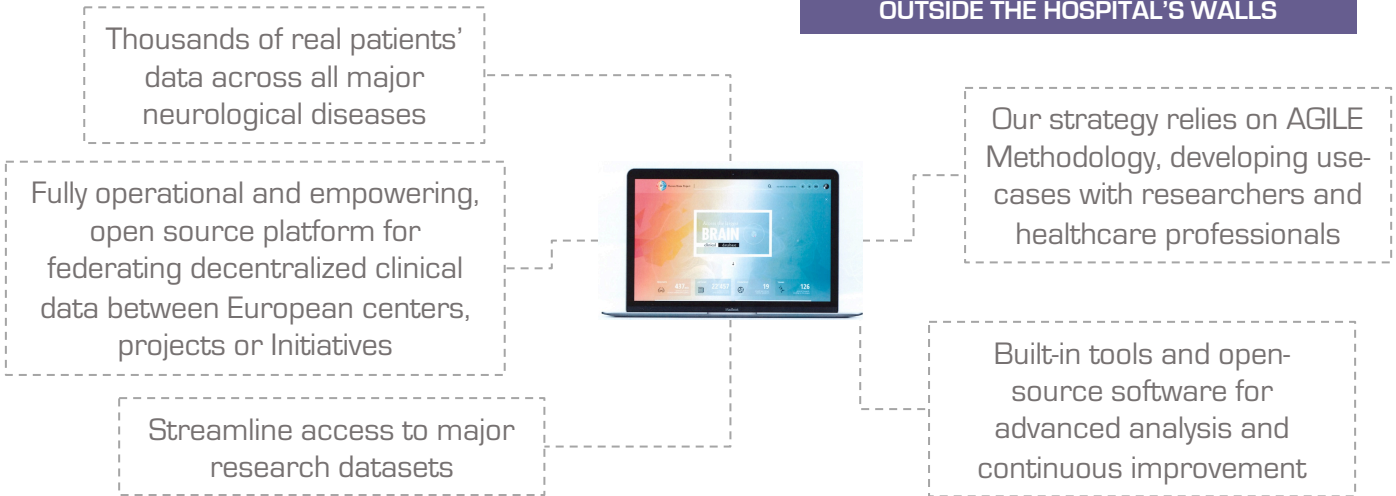 OUTSIDE THE HOSPITAL'S WALLS
Thousands of real patients'
data across all major
neurological diseases
Fully operational and empowering,
open source platform for
federating decentralized clinical
data between European centers,
projects or Initiatives
Streamline access to major
research datasets
BRAIN
19
126
Our strategy relies on AGILE
Methodology, developing use-
cases with researchers and
healthcare professionals
Built-in tools and open-
source software for
advanced analysis and
continuous improvement